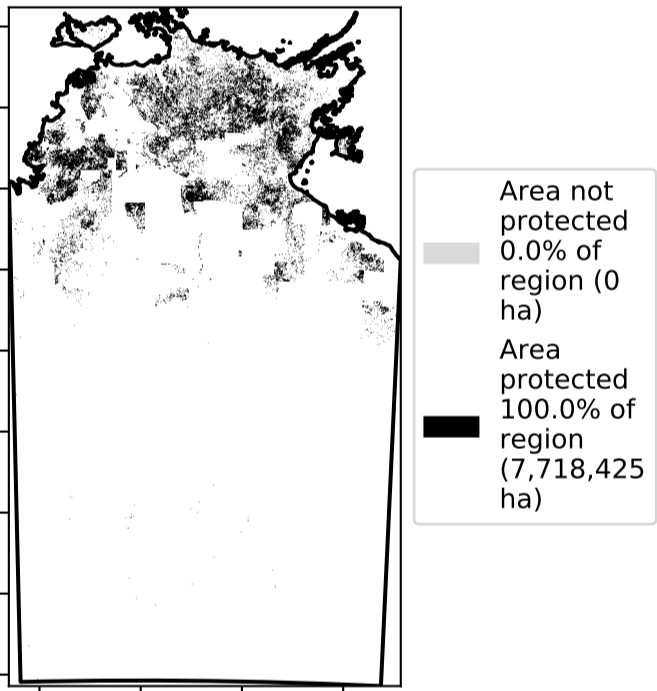 Area not
protected
0.0% of
region (0
ha)
Area
protected
100.0% of
region
(7,718,425
ha)